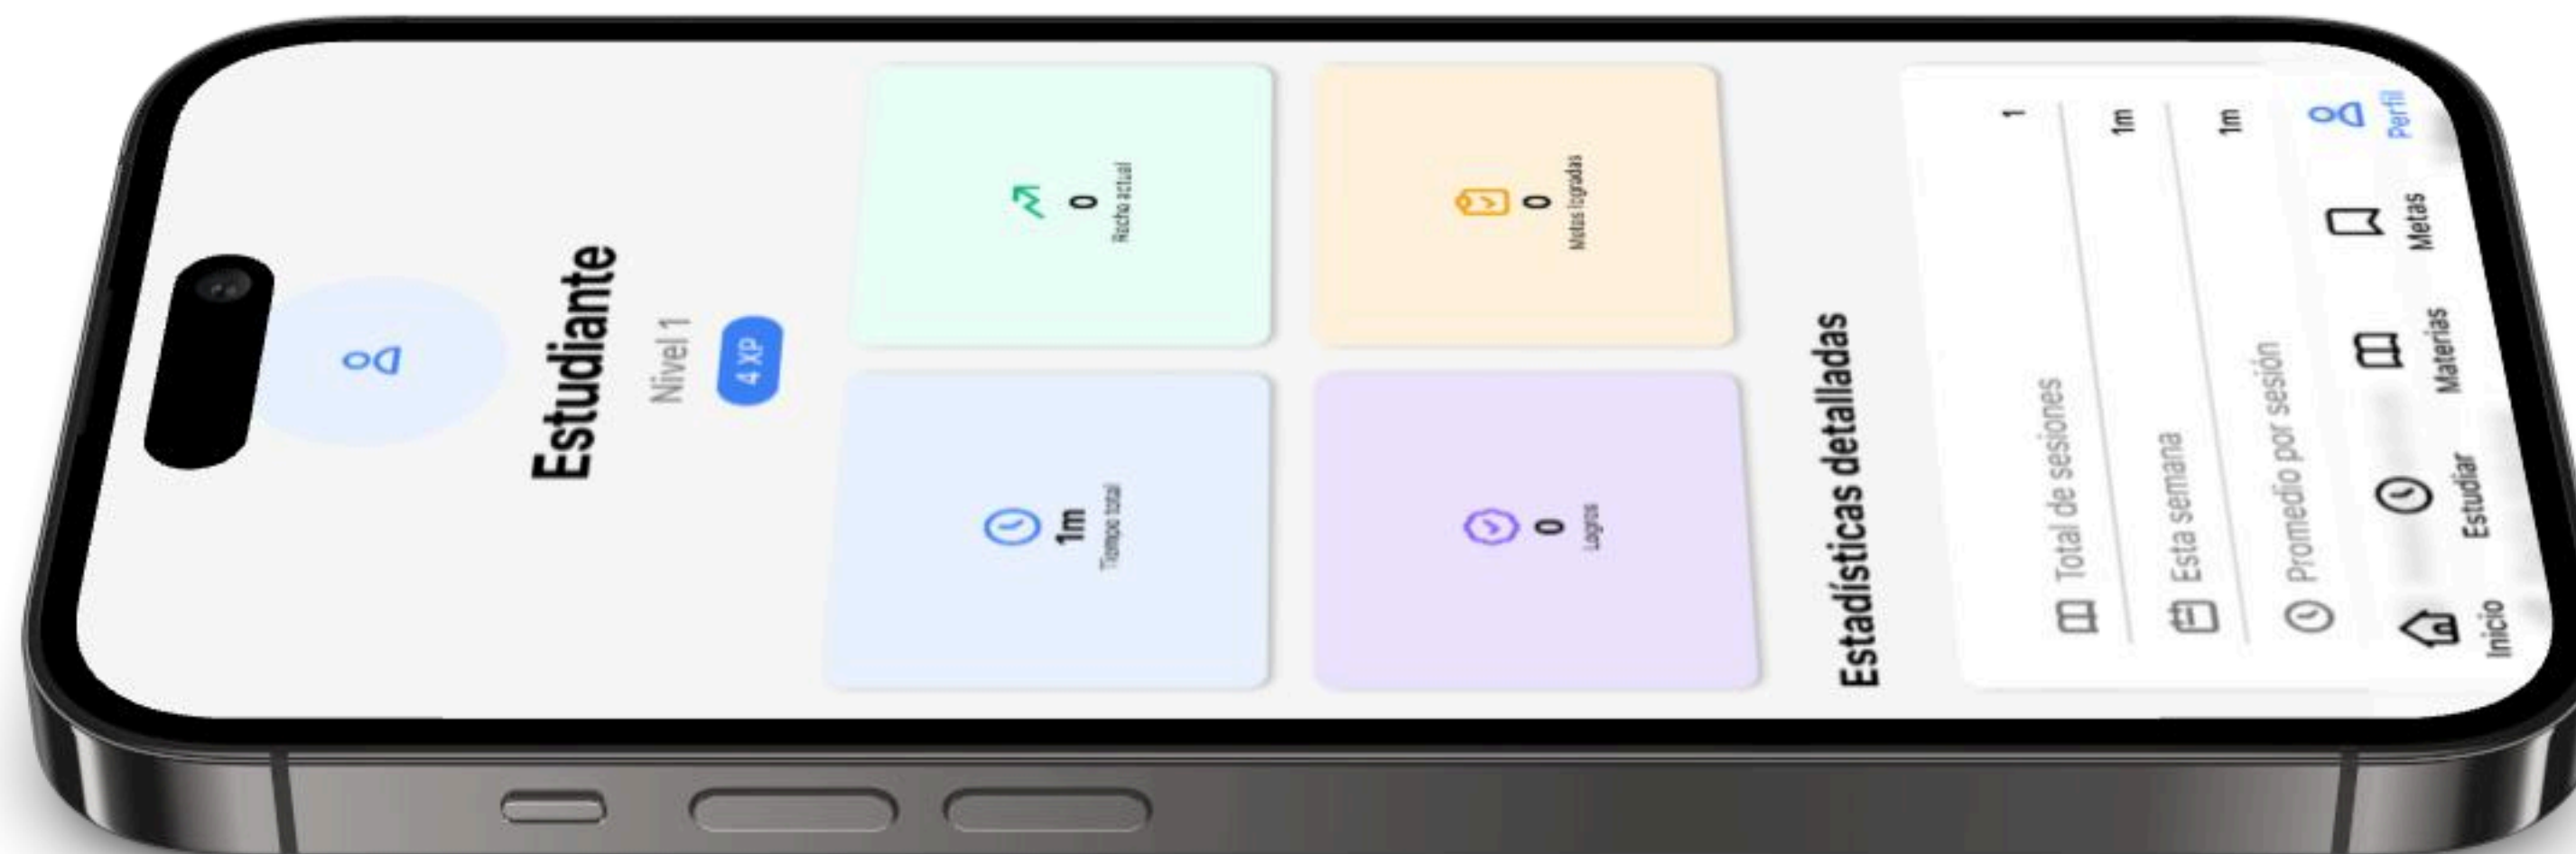 Estudiante
Nivel 1
4 XP
1m
Tiempo total
0
Racha actual
0
Logros
0
Metas logradas
Estadísticas detalladas
Total de sesiones 1
Esta semana 1m
Promedio por sesión 1m
Inicio
Estudiar
Materias
Metas
Perfil